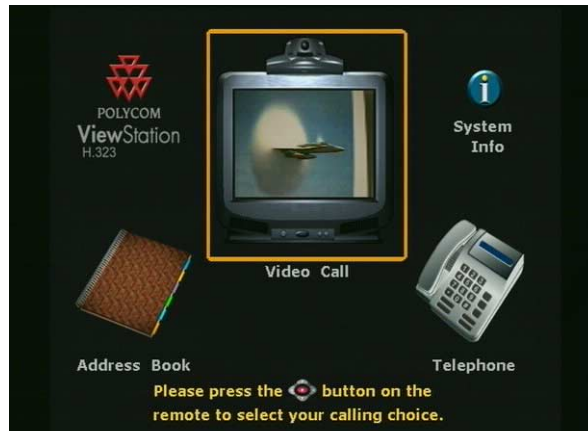 POLYCOM
ViewStation
H.323
System
Info
Video Call
Address Book
Telephone
Please press the button on the
remote to select your calling choice.